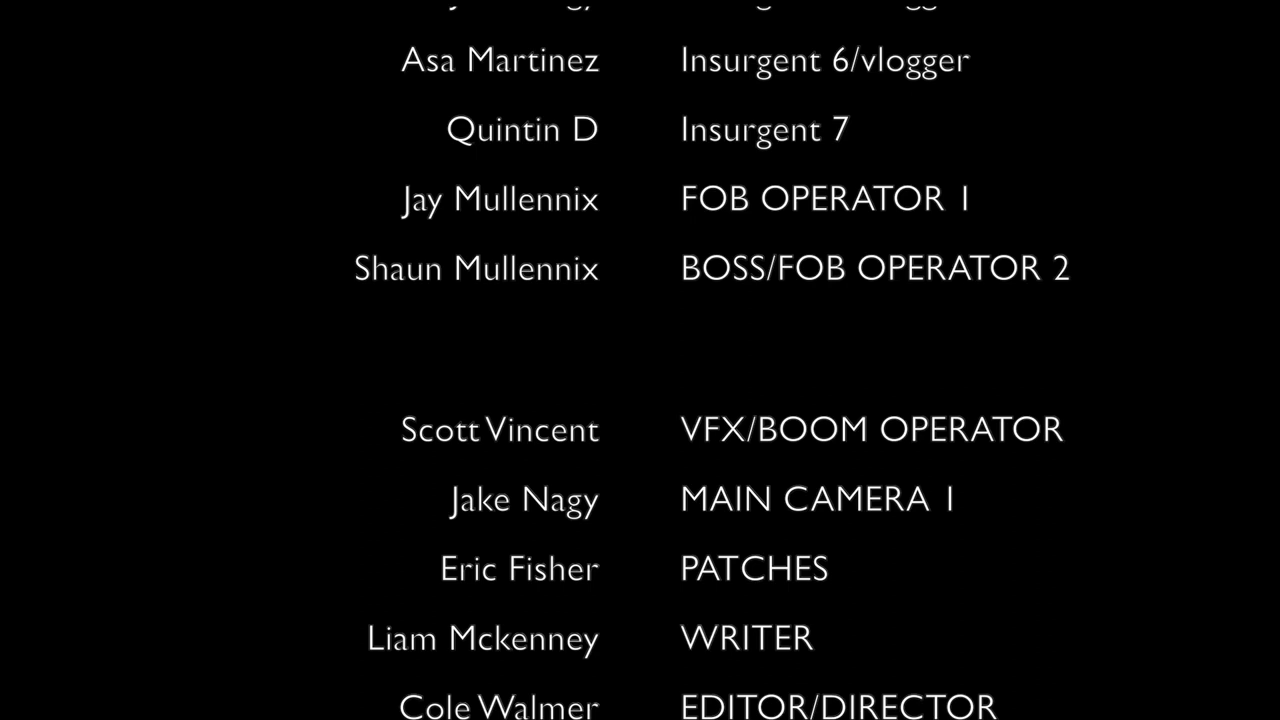 Asa Martinez Insurgent 6/vlogger
Quintin D Insurgent 7
Jay Mullennix FOB OPERATOR 1
Shaun Mullennix BOSS/FOB OPERATOR 2
Scott Vincent VFX/BOOM OPERATOR
Jake Nagy MAIN CAMERA 1
Eric Fisher PATCHES
Liam Mckenney WRITER
Cole Walmer EDITOR/DIRECTOR